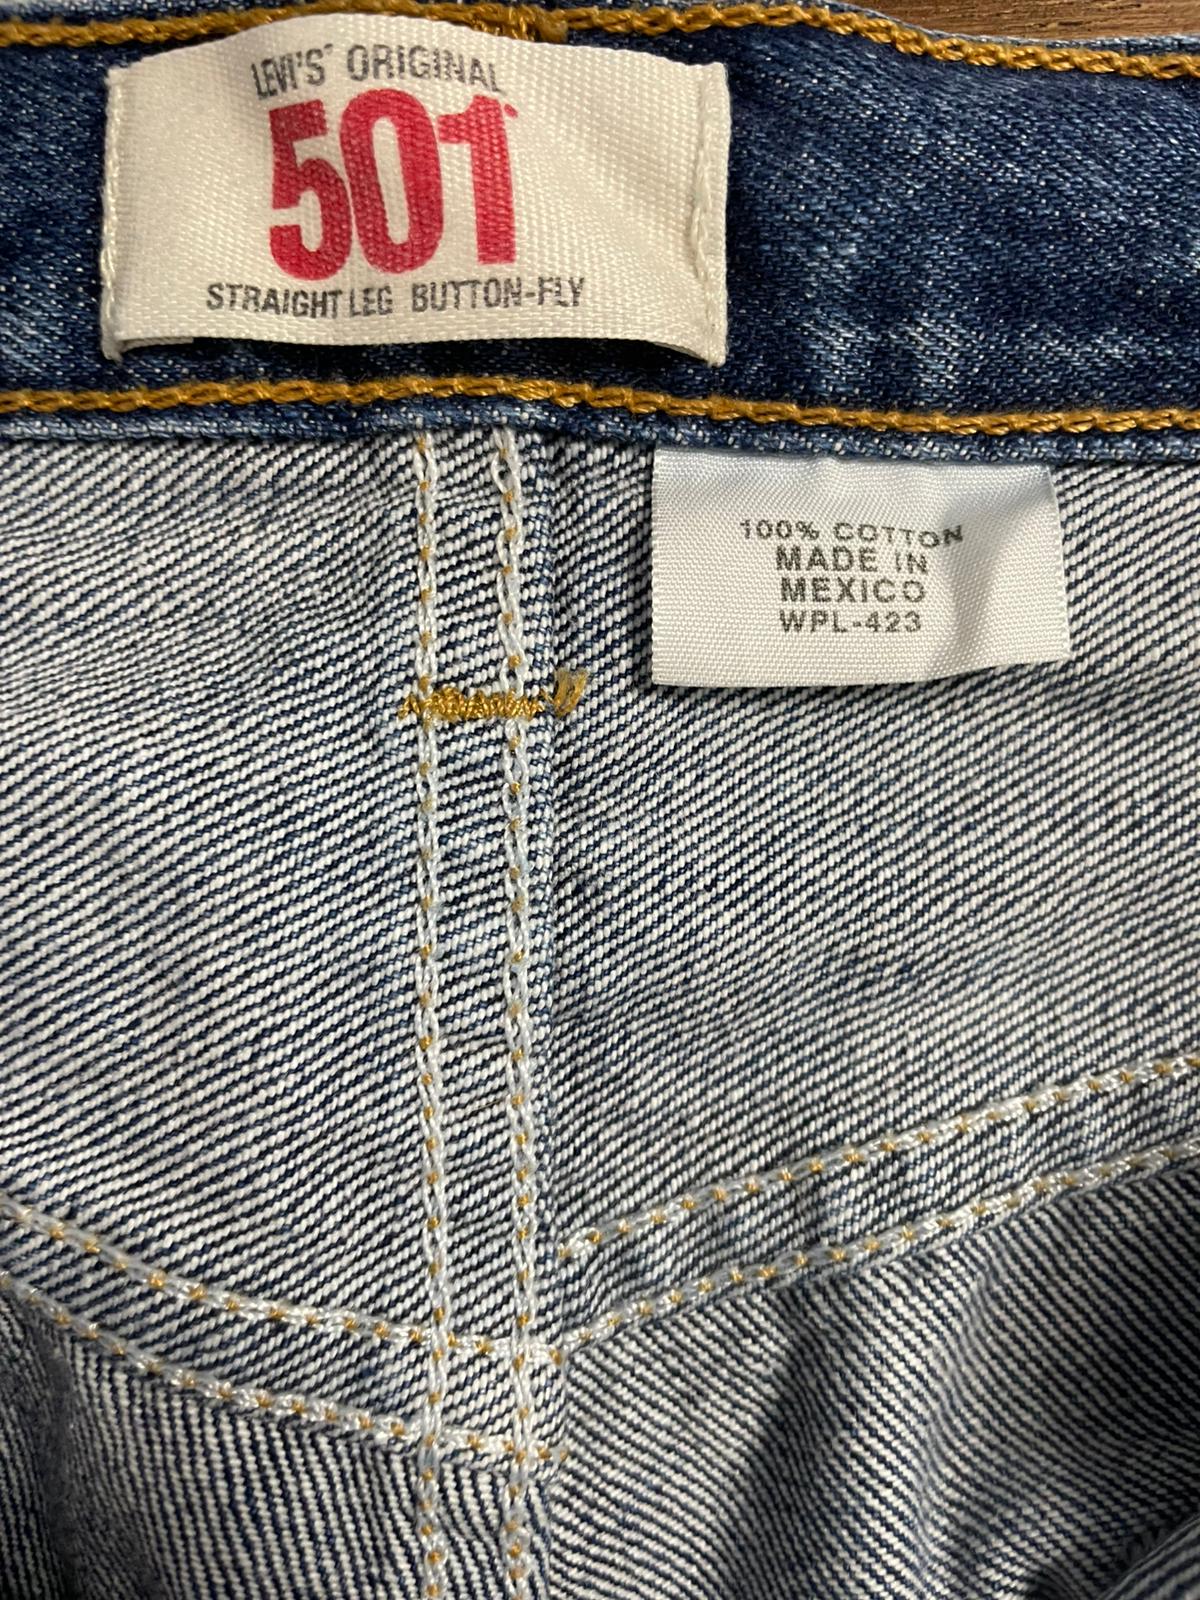 LEVI'S® ORIGINAL
501®
STRAIGHT LEG BUTTON-FLY
100% COTTON
MADE IN
MEXICO
WPL-423